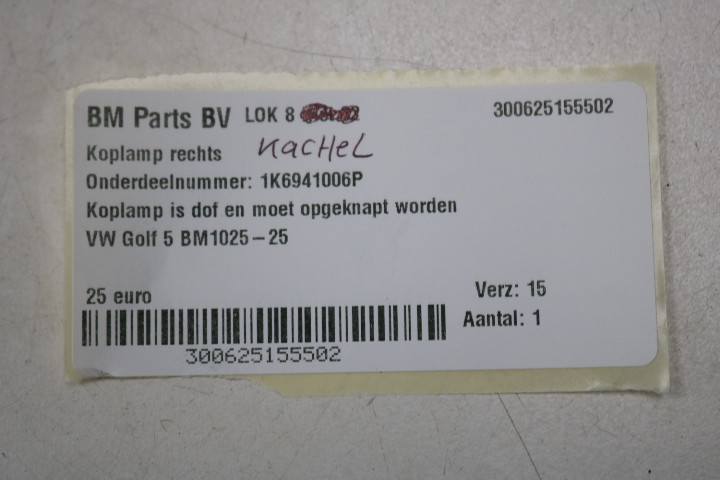 BM Parts BV LOK 8 300625155502
Koplamp rechts KACHEL
Onderdeelnummer: 1K6941006P
Koplamp is dof en moet opgeknapt worden
VW Golf 5 BM1025-25
25 euro Verz: 15
Aantal: 1
300625155502